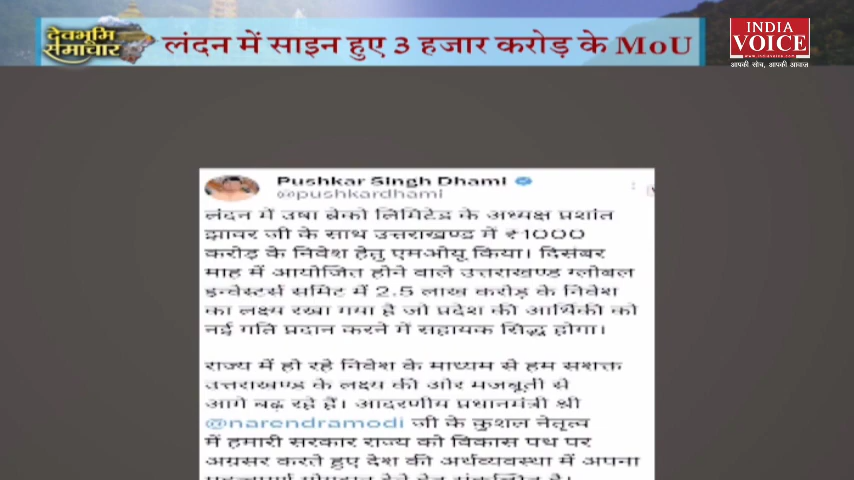 देवभूमि
समाचार
लंदन में साइन हुए 3 हजार करोड़ के MoU
INDIA
VOICE
आपकी सोच, आपकी आवाज़
Pushkar Singh Dhami
@pushkardhami
लंदन में उषा ब्रेको लिमिटेड के अध्यक्ष प्रशांत
झावर जी के साथ उत्तराखण्ड में ₹1000
करोड़ के निवेश हेतु एमओयू किया। दिसंबर
माह में आयोजित होने वाले उत्तराखण्ड ग्लोबल
इन्वेस्टर्स समिट में 2.5 लाख करोड़ के निवेश
का लक्ष्य रखा गया है जो प्रदेश की आर्थिकी को
नई गति प्रदान करने में सहायक सिद्ध होगा।
राज्य में हो रहे निवेश के माध्यम से हम सशक्त
उत्तराखण्ड के लक्ष्य की ओर मजबूती से
आगे बढ़ रहे हैं। आदरणीय प्रधानमंत्री श्री
@narendramodi जी के कुशल नेतृत्व
में हमारी सरकार राज्य को विकास पथ पर
अग्रसर करते हुए देश की अर्थव्यवस्था में अपना